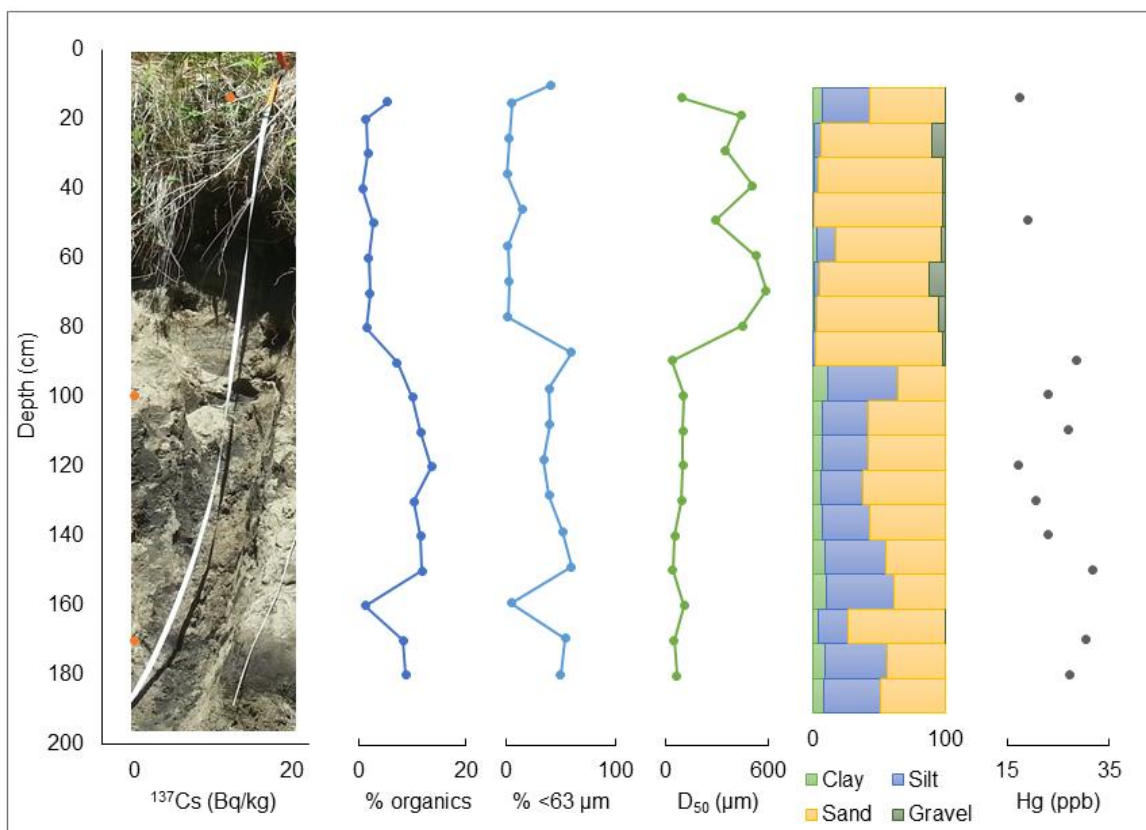 Depth (cm)
0
20
40
60
80
100
120
140
160
180
200
0 20
¹³⁷Cs (Bq/kg)
0 20
% organics
0 100
% <63 µm
0 600
D₅₀ (µm)
0 100
Clay Silt
Sand Gravel
15 35
Hg (ppb)